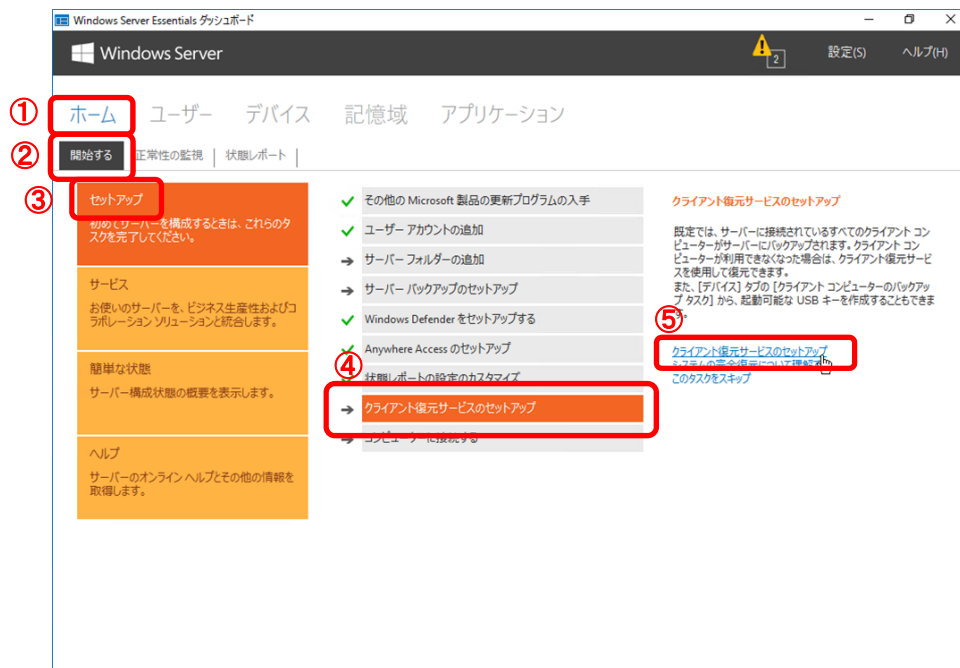 Windows Server Essentials ダッシュボード
Windows Server
2
設定(S)
ヘルプ(H)
①
ホーム
ユーザー
デバイス
記憶域
アプリケーション
②
開始する
正常性の監視
状態レポート
③
セットアップ
初めてサーバーを構成するときは、これらのタ
スクを完了してください。
サービス
お使いのサーバーを、ビジネス生産性およびコ
ラボレーション ソリューションと統合します。
簡単な状態
サーバー構成状態の概要を表示します。
ヘルプ
サーバーのオンライン ヘルプとその他の情報を
取得します。
その他の Microsoft 製品の更新プログラムの入手
ユーザー アカウントの追加
サーバー フォルダーの追加
サーバー バックアップのセットアップ
Windows Defender をセットアップする
Anywhere Access のセットアップ
④
状態レポートの設定のカスタマイズ
クライアント復元サービスのセットアップ
コンピューターに接続する
クライアント復元サービスのセットアップ
既定では、サーバーに接続されているすべてのクライアント コン
ピューターがサーバーにバックアップされます。クライアント コン
ピューターが利用できなくなった場合は、クライアント復元サービ
スを使用して復元できます。
また、[デバイス] タブの [クライアント コンピューターのバックアッ
プ タスク] から、起動可能な USB キーを作成することもできま
す。
⑤
クライアント復元サービスのセットアップ
システムの完全復元について理解する
このタスクをスキップ